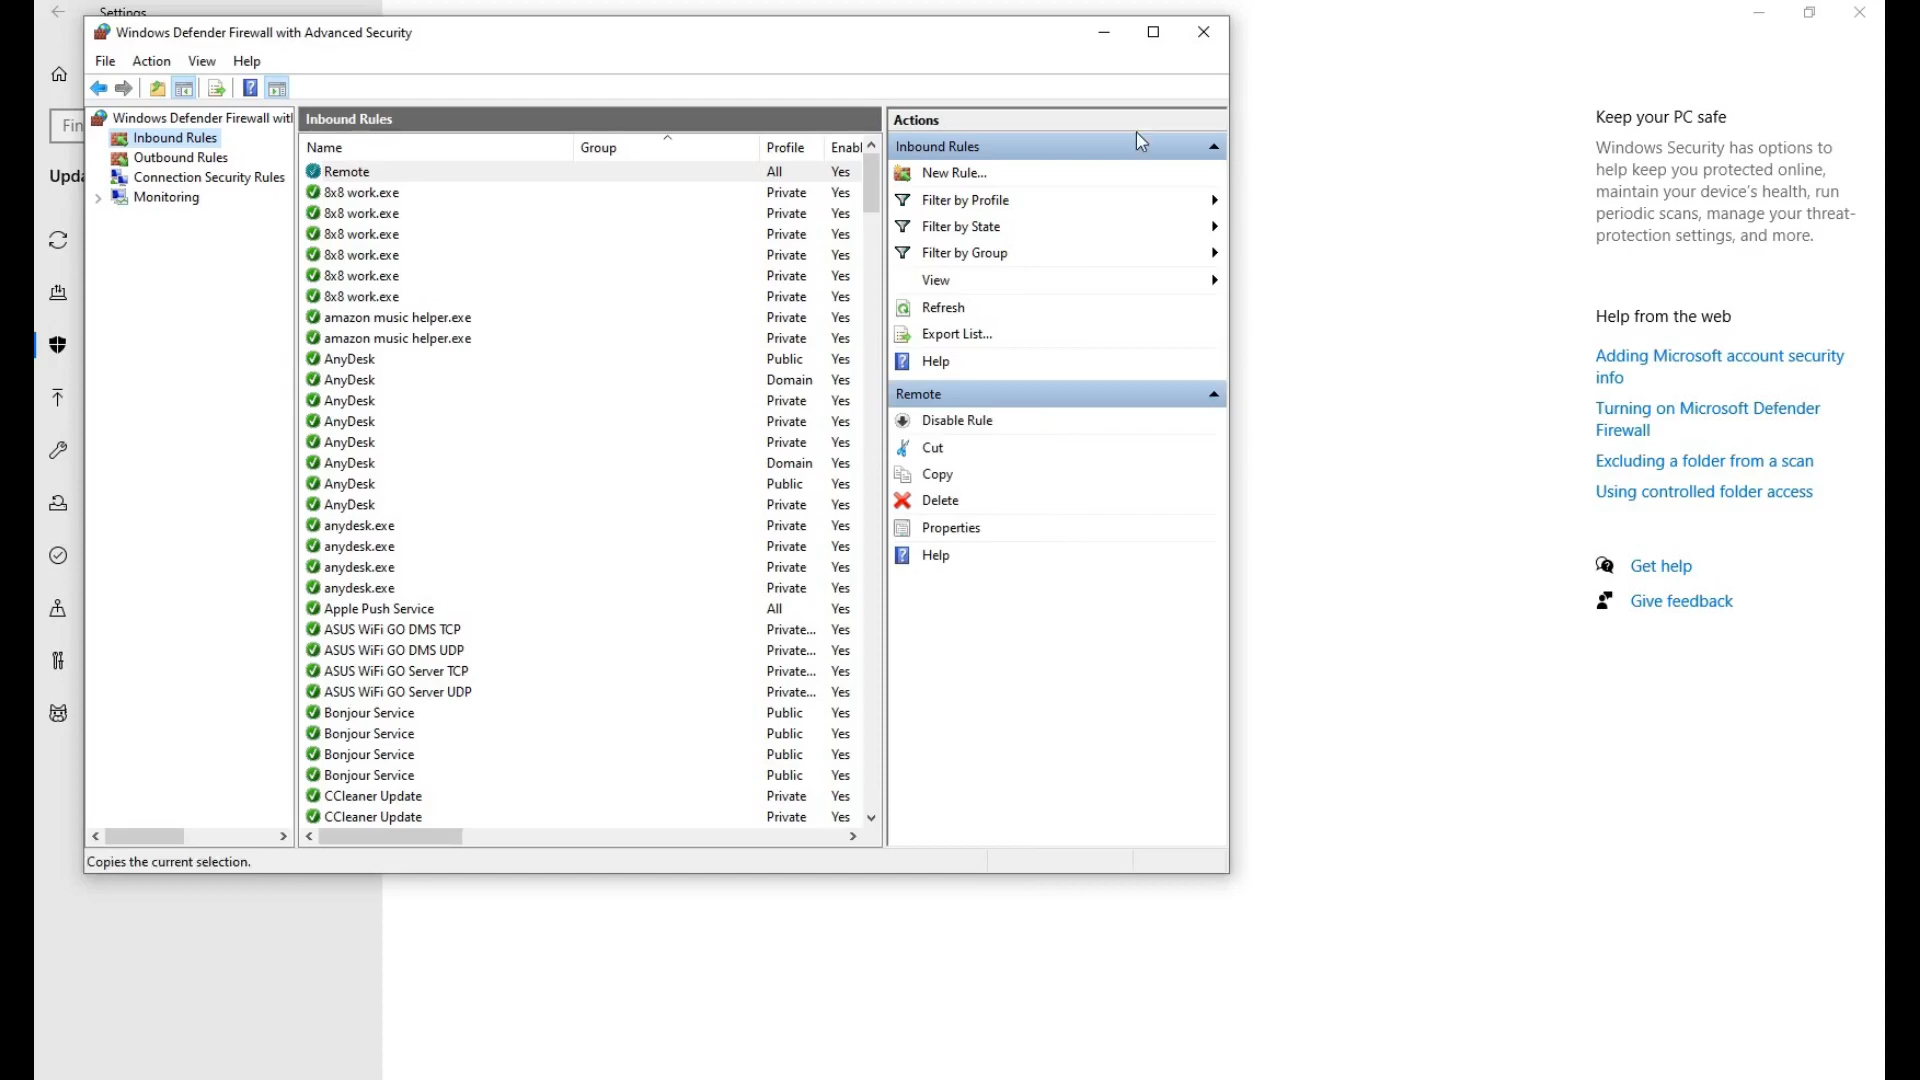 Settings
Windows Defender Firewall with Advanced Security
File Action View Help
Fin
Upda
Windows Defender Firewall wit
Inbound Rules
Outbound Rules
Connection Security Rules
Monitoring
Inbound Rules
Name Group Profile Enabl
Remote All Yes
8x8 work.exe Private Yes
8x8 work.exe Private Yes
8x8 work.exe Private Yes
8x8 work.exe Private Yes
8x8 work.exe Private Yes
8x8 work.exe Private Yes
amazon music helper.exe Private Yes
amazon music helper.exe Private Yes
AnyDesk Public Yes
AnyDesk Domain Yes
AnyDesk Private Yes
AnyDesk Private Yes
AnyDesk Private Yes
AnyDesk Domain Yes
AnyDesk Public Yes
AnyDesk Private Yes
anydesk.exe Private Yes
anydesk.exe Private Yes
anydesk.exe Private Yes
anydesk.exe Private Yes
Apple Push Service All Yes
ASUS WiFi GO DMS TCP Private... Yes
ASUS WiFi GO DMS UDP Private... Yes
ASUS WiFi GO Server TCP Private... Yes
ASUS WiFi GO Server UDP Private... Yes
Bonjour Service Public Yes
Bonjour Service Public Yes
Bonjour Service Public Yes
Bonjour Service Public Yes
CCleaner Update Private Yes
CCleaner Update Private Yes
Actions
Inbound Rules
New Rule...
Filter by Profile
Filter by State
Filter by Group
View
Refresh
Export List...
Help
Remote
Disable Rule
Cut
Copy
Delete
Properties
Help
Copies the current selection.
Keep your PC safe
Windows Security has options to
help keep you protected online,
maintain your device's health, run
periodic scans, manage your threat-
protection settings, and more.
Help from the web
Adding Microsoft account security
info
Turning on Microsoft Defender
Firewall
Excluding a folder from a scan
Using controlled folder access
Get help
Give feedback